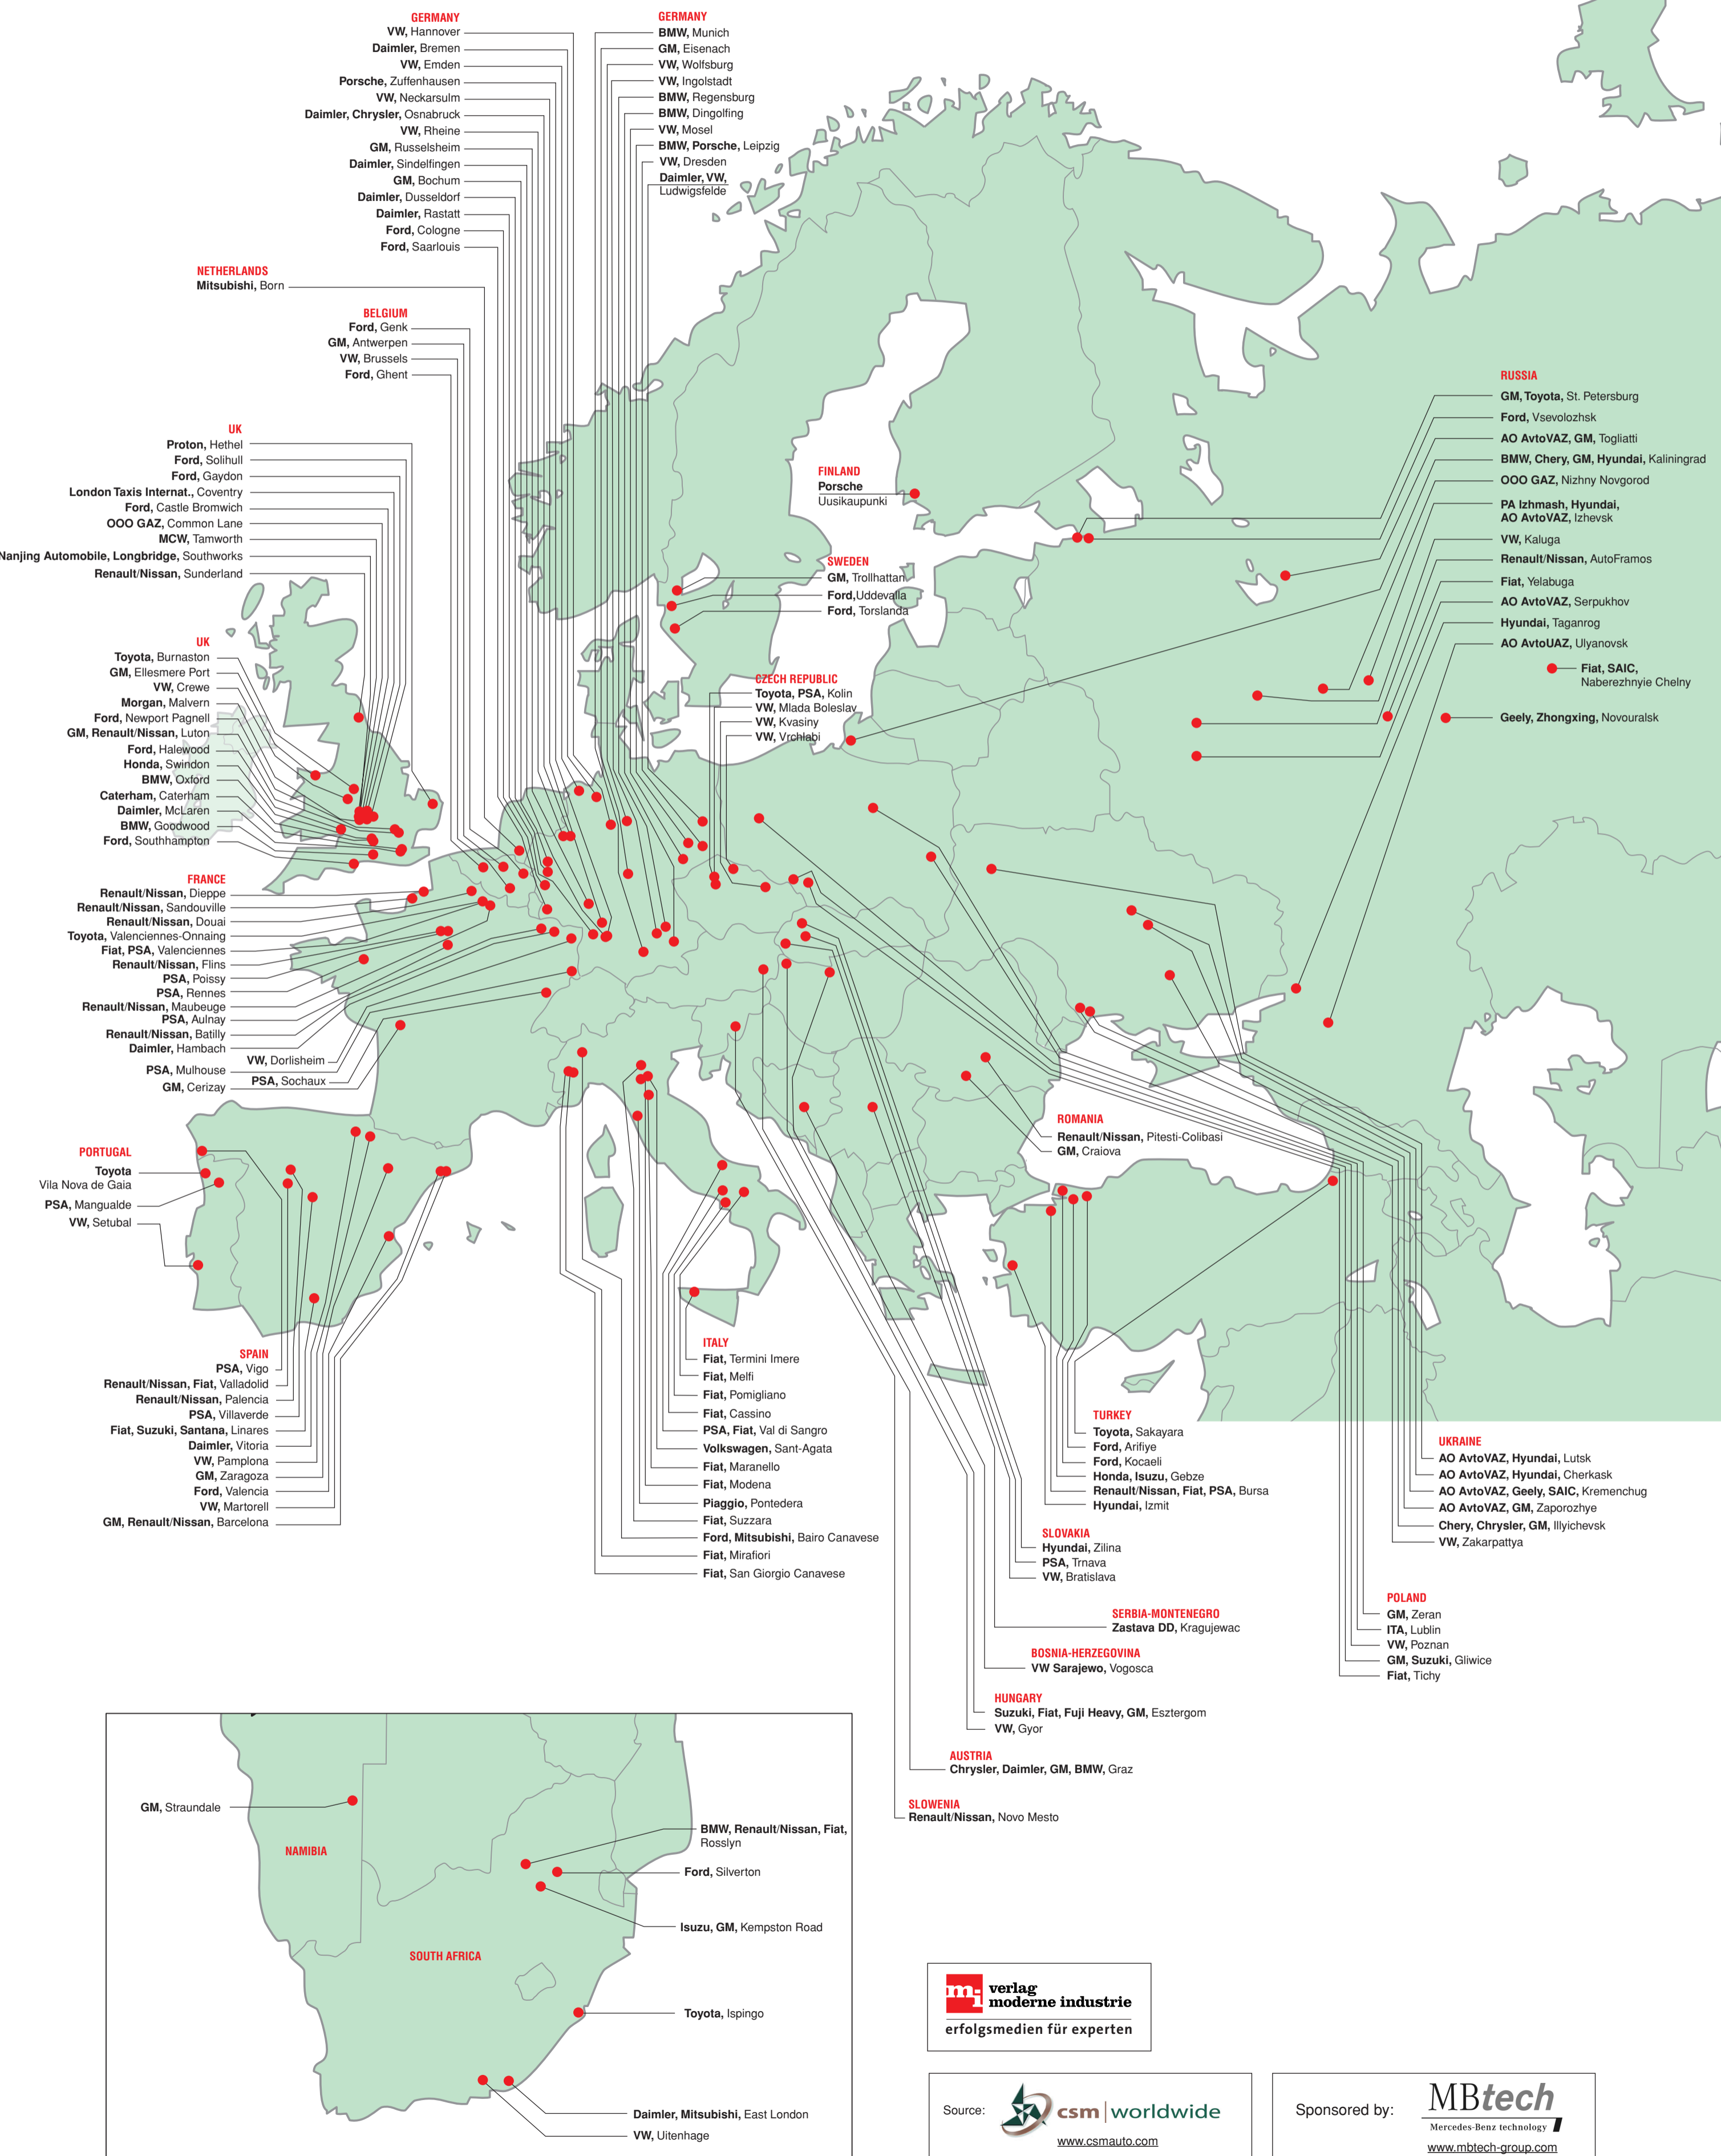 GERMANY
VW, Hannover
Daimler, Bremen
VW, Emden
Porsche, Zuffenhausen
VW, Neckarsulm
Daimler, Chrysler, Osnabruck
VW, Rheine
GM, Russelsheim
Daimler, Sindelfingen
GM, Bochum
Daimler, Dusseldorf
Daimler, Rastatt
Ford, Cologne
Ford, Saarlouis
GERMANY
BMW, Munich
GM, Eisenach
VW, Wolfsburg
VW, Ingolstadt
BMW, Regensburg
BMW, Dingolfing
VW, Mosel
BMW, Porsche, Leipzig
VW, Dresden
Daimler, VW,
Ludwigsfelde
NETHERLANDS
Mitsubishi, Born
BELGIUM
Ford, Genk
GM, Antwerpen
VW, Brussels
Ford, Ghent
UK
Proton, Hethel
Ford, Solihull
Ford, Gaydon
London Taxis Internat., Coventry
Ford, Castle Bromwich
OOO GAZ, Common Lane
MCW, Tamworth
Nanjing Automobile, Longbridge, Southworks
Renault/Nissan, Sunderland
UK
Toyota, Burnaston
GM, Ellesmere Port
VW, Crewe
Morgan, Malvern
Ford, Newport Pagnell
GM, Renault/Nissan, Luton
Ford, Halewood
Honda, Swindon
BMW, Oxford
Caterham, Caterham
Daimler, McLaren
BMW, Goodwood
Ford, Southhampton
FRANCE
Renault/Nissan, Dieppe
Renault/Nissan, Sandouville
Renault/Nissan, Douai
Toyota, Valenciennes-Onnaing
Fiat, PSA, Valenciennes
Renault/Nissan, Flins
PSA, Poissy
PSA, Rennes
Renault/Nissan, Maubeuge
PSA, Aulnay
Renault/Nissan, Batilly
Daimler, Hambach
VW, Dorlisheim
PSA, Mulhouse
PSA, Sochaux
GM, Cerizay
PORTUGAL
Toyota
Vila Nova de Gaia
PSA, Mangualde
VW, Setubal
SPAIN
PSA, Vigo
Renault/Nissan, Fiat, Valladolid
Renault/Nissan, Palencia
PSA, Villaverde
Fiat, Suzuki, Santana, Linares
Daimler, Vitoria
VW, Pamplona
GM, Zaragoza
Ford, Valencia
VW, Martorell
GM, Renault/Nissan, Barcelona
FINLAND
Porsche
Uusikaupunki
SWEDEN
GM, Trollhattan
Ford,Uddevalla
Ford, Torslanda
CZECH REPUBLIC
Toyota, PSA, Kolin
VW, Mlada Boleslav
VW, Kvasiny
VW, Vrchlabi
RUSSIA
GM, Toyota, St. Petersburg
Ford, Vsevolozhsk
AO AvtoVAZ, GM, Togliatti
BMW, Chery, GM, Hyundai, Kaliningrad
OOO GAZ, Nizhny Novgorod
PA Izhmash, Hyundai,
AO AvtoVAZ, Izhevsk
VW, Kaluga
Renault/Nissan, AutoFramos
Fiat, Yelabuga
AO AvtoVAZ, Serpukhov
Hyundai, Taganrog
AO AvtoUAZ, Ulyanovsk
Fiat, SAIC,
Naberezhnyie Chelny
Geely, Zhongxing, Novouralsk
ROMANIA
Renault/Nissan, Pitesti-Colibasi
GM, Craiova
ITALY
Fiat, Termini Imere
Fiat, Melfi
Fiat, Pomigliano
Fiat, Cassino
PSA, Fiat, Val di Sangro
Volkswagen, Sant-Agata
Fiat, Maranello
Fiat, Modena
Piaggio, Pontedera
Fiat, Suzzara
Ford, Mitsubishi, Bairo Canavese
Fiat, Mirafiori
Fiat, San Giorgio Canavese
TURKEY
Toyota, Sakayara
Ford, Arifiye
Ford, Kocaeli
Honda, Isuzu, Gebze
Renault/Nissan, Fiat, PSA, Bursa
Hyundai, Izmit
UKRAINE
AO AvtoVAZ, Hyundai, Lutsk
AO AvtoVAZ, Hyundai, Cherkask
AO AvtoVAZ, Geely, SAIC, Kremenchug
AO AvtoVAZ, GM, Zaporozhye
Chery, Chrysler, GM, Illyichevsk
VW, Zakarpattya
SLOVAKIA
Hyundai, Zilina
PSA, Trnava
VW, Bratislava
POLAND
GM, Zeran
ITA, Lublin
VW, Poznan
GM, Suzuki, Gliwice
Fiat, Tichy
SERBIA-MONTENEGRO
Zastava DD, Kragujewac
BOSNIA-HERZEGOVINA
VW Sarajewo, Vogosca
HUNGARY
Suzuki, Fiat, Fuji Heavy, GM, Esztergom
VW, Gyor
AUSTRIA
Chrysler, Daimler, GM, BMW, Graz
SLOWENIA
Renault/Nissan, Novo Mesto
GM, Straundale
NAMIBIA
BMW, Renault/Nissan, Fiat,
Rosslyn
Ford, Silverton
Isuzu, GM, Kempston Road
SOUTH AFRICA
Toyota, Ispingo
Daimler, Mitsubishi, East London
VW, Uitenhage
mi verlag
moderne industrie
erfolgsmedien für experten
Source:
csm worldwide
www.csmauto.com
Sponsored by:
MBtech
Mercedes-Benz technology
www.mbtech-group.com